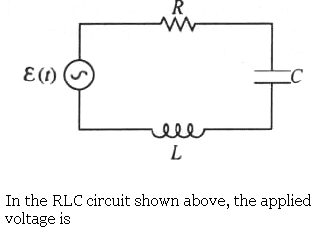 R
ℰ(t)
C
L
In the RLC circuit shown above, the applied
voltage is